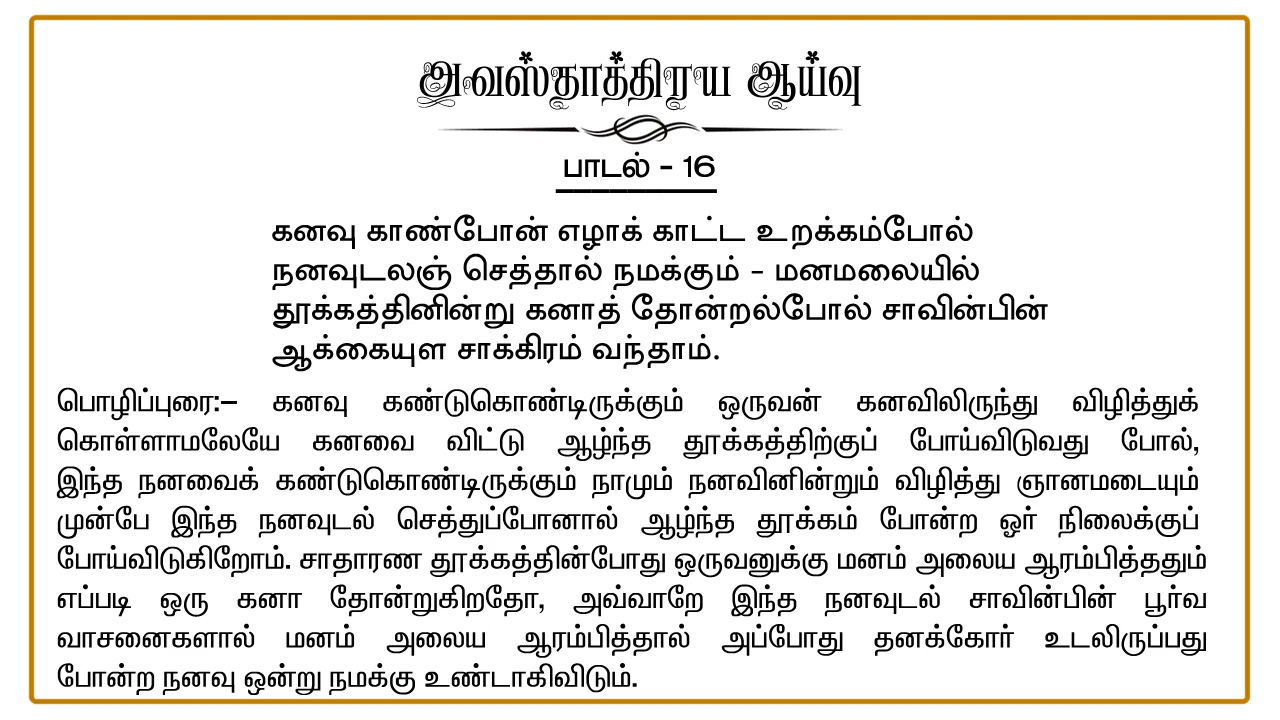 அவஸ்தாத்திரய ஆய்வு
பாடல் - 16
கனவு காண்போன் எழாக் காட்ட உறக்கம்போல்
நனவுடலஞ் செத்தால் நமக்கும் - மனமலையில்
தூக்கத்தினின்று கனாத் தோன்றல்போல் சாவின்பின்
ஆக்கையுள சாக்கிரம் வந்தாம்.
பொழிப்புரை:– கனவு கண்டுகொண்டிருக்கும் ஒருவன் கனவிலிருந்து விழித்துக்
கொள்ளாமலேயே கனவை விட்டு ஆழ்ந்த தூக்கத்திற்குப் போய்விடுவது போல்,
இந்த நனவைக் கண்டுகொண்டிருக்கும் நாமும் நனவினின்றும் விழித்து ஞானமடையும்
முன்பே இந்த நனவுடல் செத்துப்போனால் ஆழ்ந்த தூக்கம் போன்ற ஓர் நிலைக்குப்
போய்விடுகிறோம். சாதாரண தூக்கத்தின்போது ஒருவனுக்கு மனம் அலைய ஆரம்பித்ததும்
எப்படி ஒரு கனா தோன்றுகிறதோ, அவ்வாறே இந்த நனவுடல் சாவின்பின் பூர்வ
வாசனைகளால் மனம் அலைய ஆரம்பித்தால் அப்போது தனக்கோர் உடலிருப்பது
போன்ற நனவு ஒன்று நமக்கு உண்டாகிவிடும்.